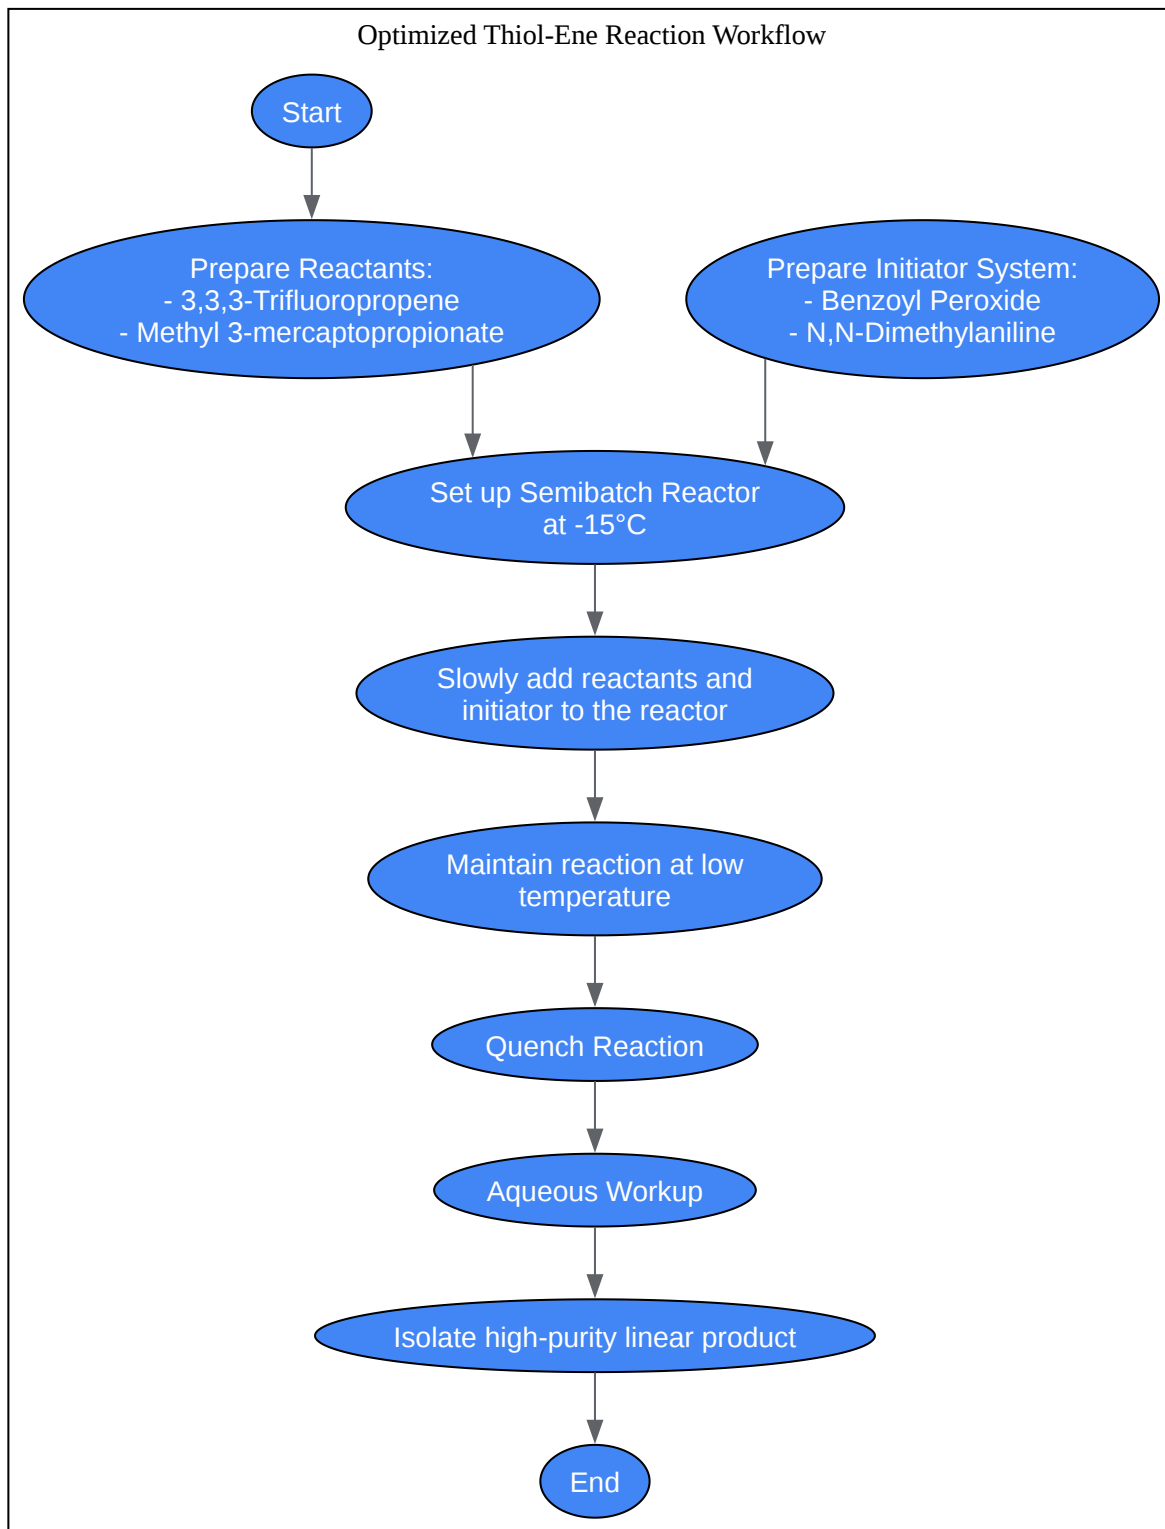 Optimized Thiol-Ene Reaction Workflow
Start
Prepare Reactants:
- 3,3,3-Trifluoropropene
- Methyl 3-mercaptopropionate
Prepare Initiator System:
- Benzoyl Peroxide
- N,N-Dimethylaniline
Set up Semibatch Reactor
at -15°C
Slowly add reactants and
initiator to the reactor
Maintain reaction at low
temperature
Quench Reaction
Aqueous Workup
Isolate high-purity linear product
End